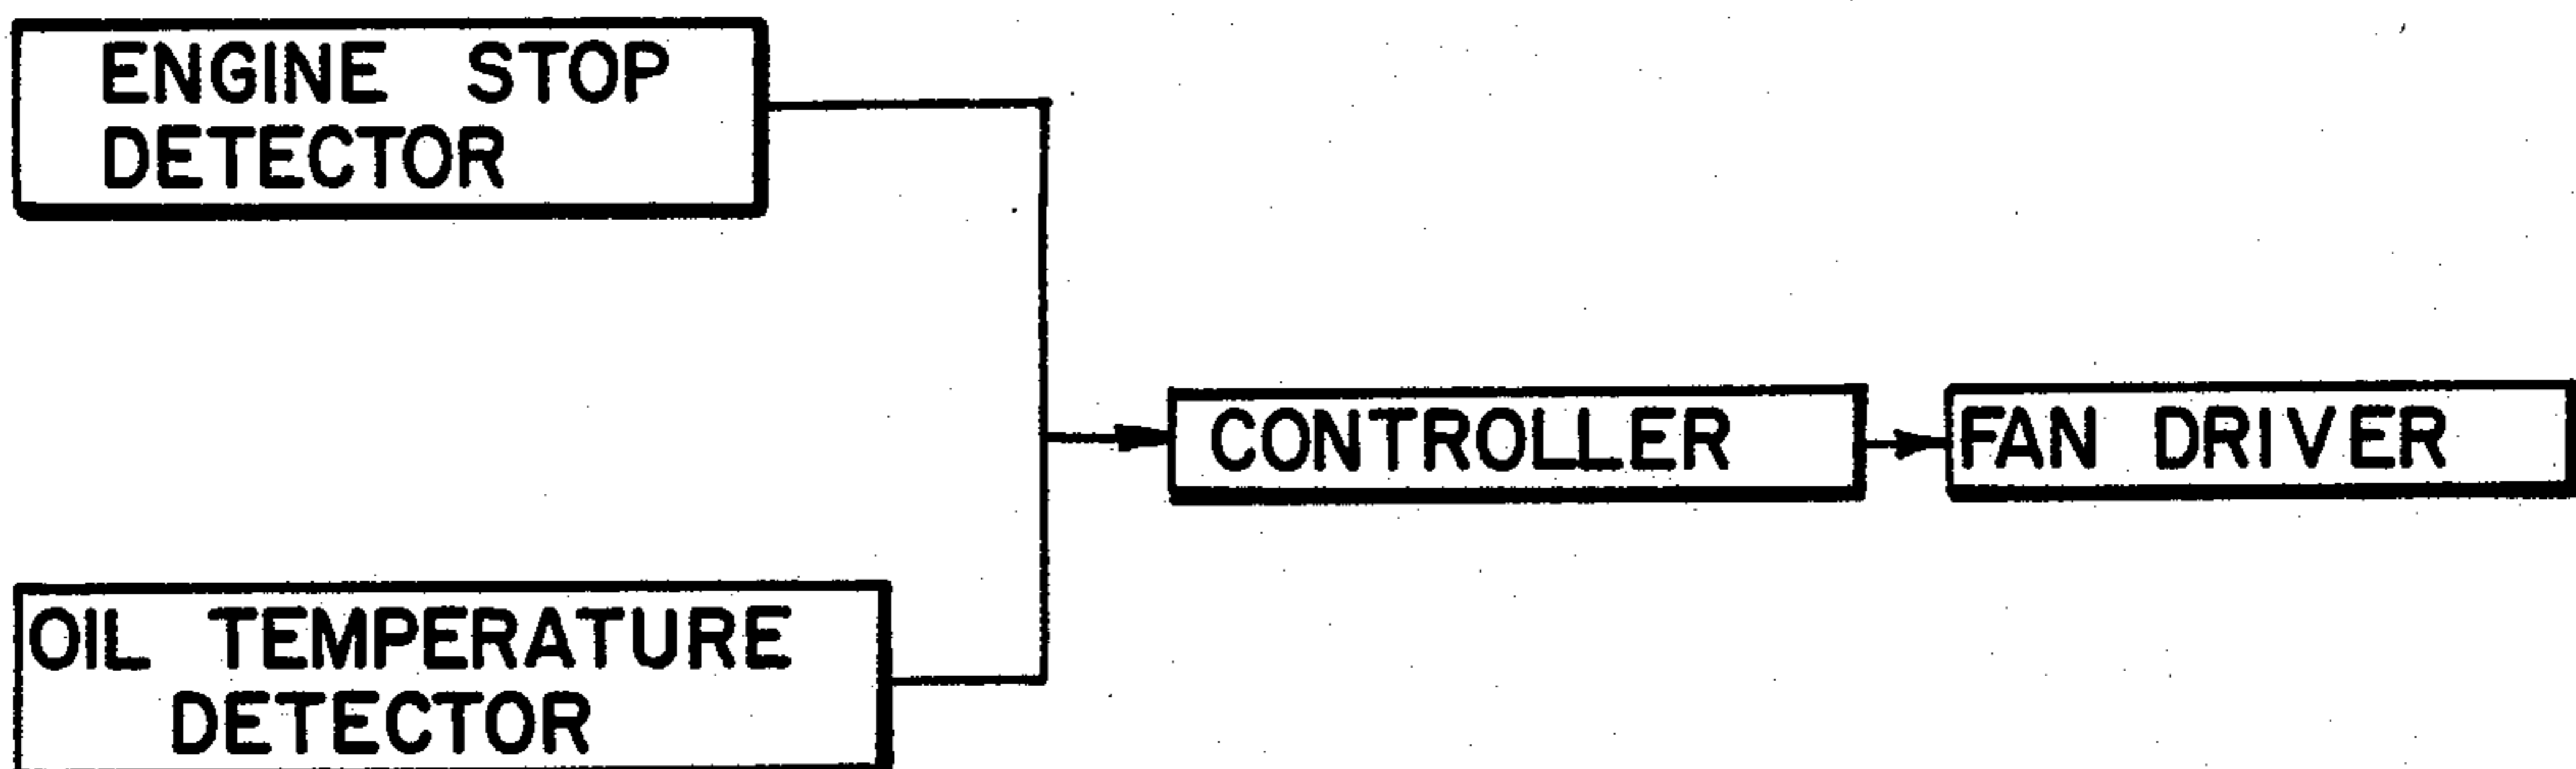 ENGINE STOP
DETECTOR
CONTROLLER
FAN DRIVER
OIL TEMPERATURE
DETECTOR